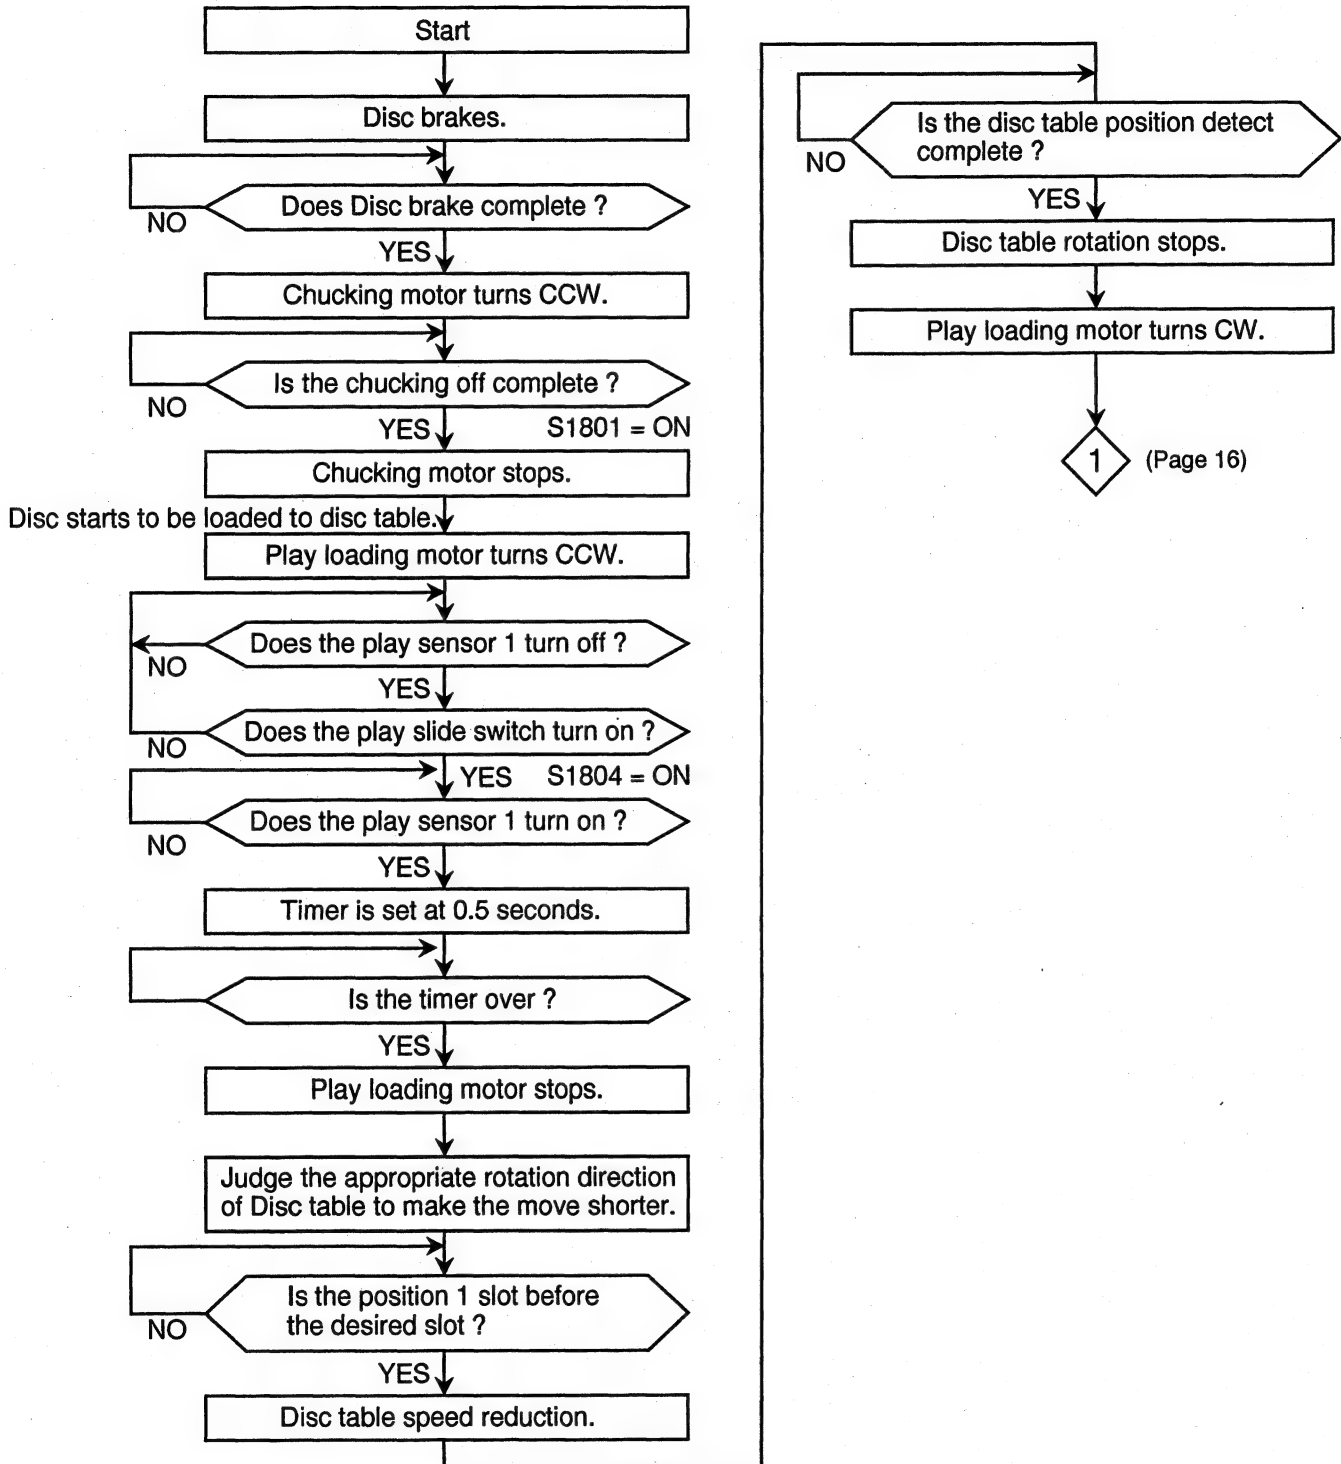 Start
Disc brakes.
Does Disc brake complete ?
NO
YES
Chucking motor turns CCW.
Is the chucking off complete ?
NO
YES
S1801 = ON
Chucking motor stops.
Disc starts to be loaded to disc table.
Play loading motor turns CCW.
Does the play sensor 1 turn off ?
NO
YES
Does the play slide switch turn on ?
NO
YES
S1804 = ON
Does the play sensor 1 turn on ?
NO
YES
Timer is set at 0.5 seconds.
Is the timer over ?
YES
Play loading motor stops.
Judge the appropriate rotation direction
of Disc table to make the move shorter.
Is the position 1 slot before
the desired slot ?
NO
YES
Disc table speed reduction.
Is the disc table position detect
complete ?
NO
YES
Disc table rotation stops.
Play loading motor turns CW.
1
(Page 16)